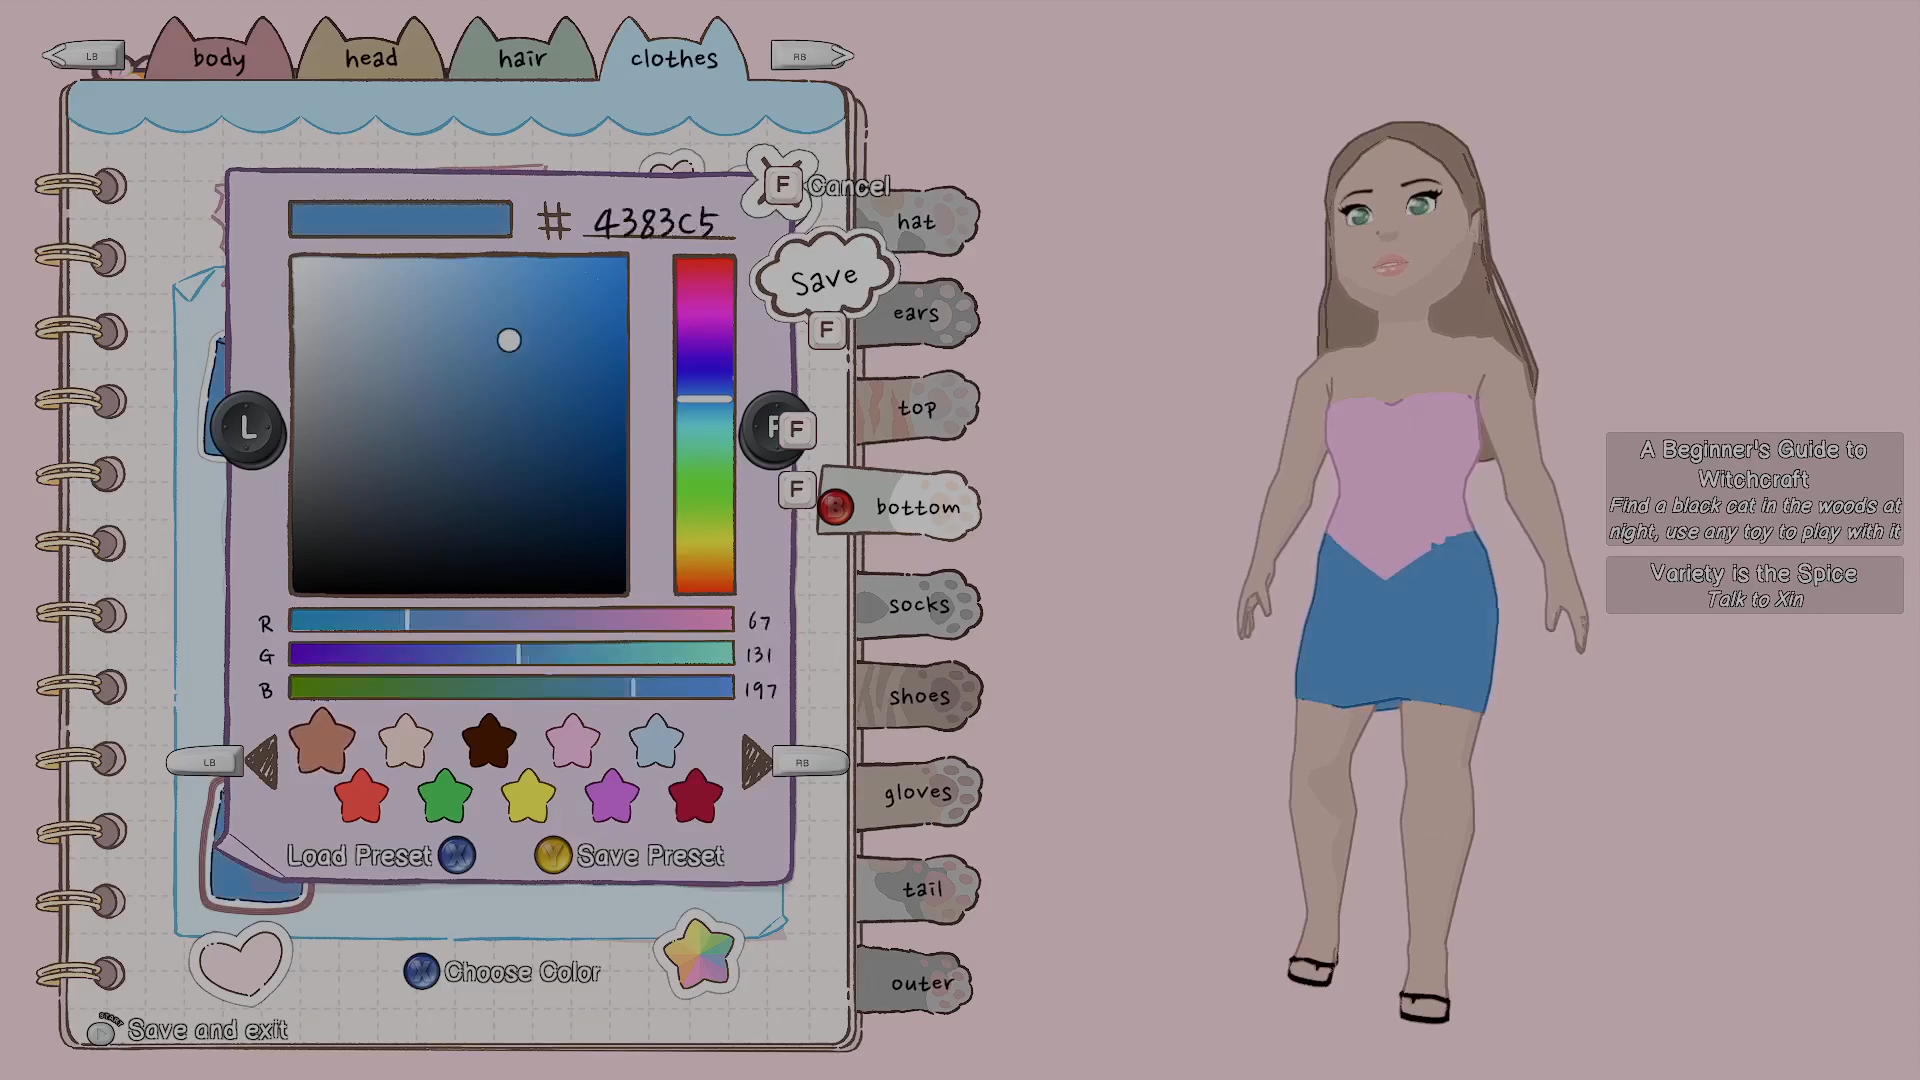 LB
body
head
hair
clothes
RB
F Cancel
# 4383C5
hat
Save
F
ears
top
L
F
F
B bottom
socks
R 67
G 131
B 197
shoes
LB
RB
gloves
Load Preset X
Y Save Preset
tail
X Choose Color
outer
START
Save and exit
A Beginner's Guide to
Witchcraft
Find a black cat in the woods at
night, use any toy to play with it
Variety is the Spice
Talk to Xin